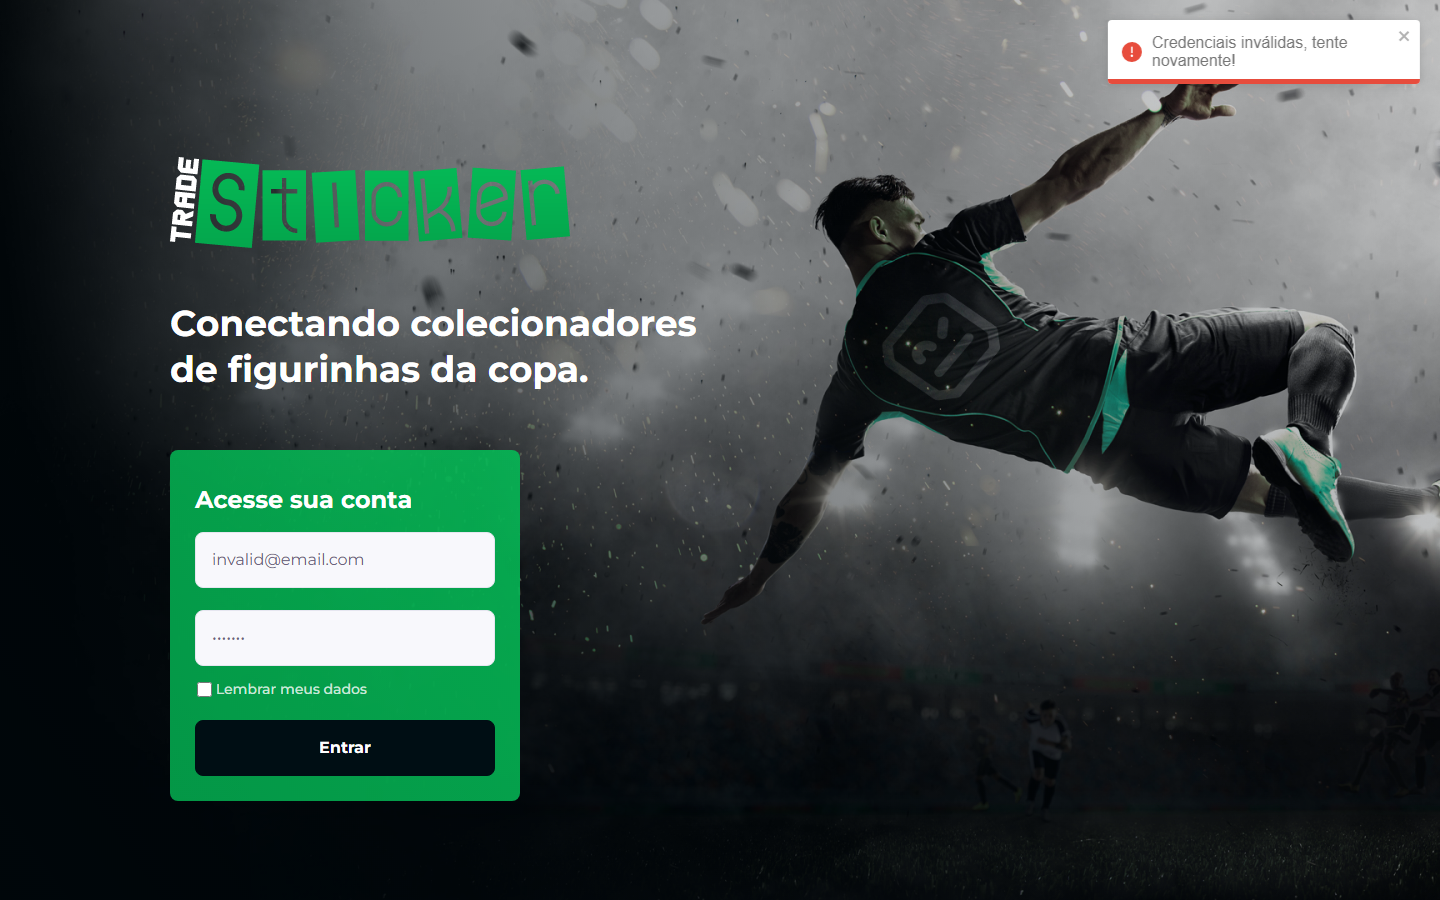 Credenciais inválidas, tente
novamente!
TRADE
Sticker
Conectando colecionadores
de figurinhas da copa.
Acesse sua conta
invalid@email.com
Lembrar meus dados
Entrar